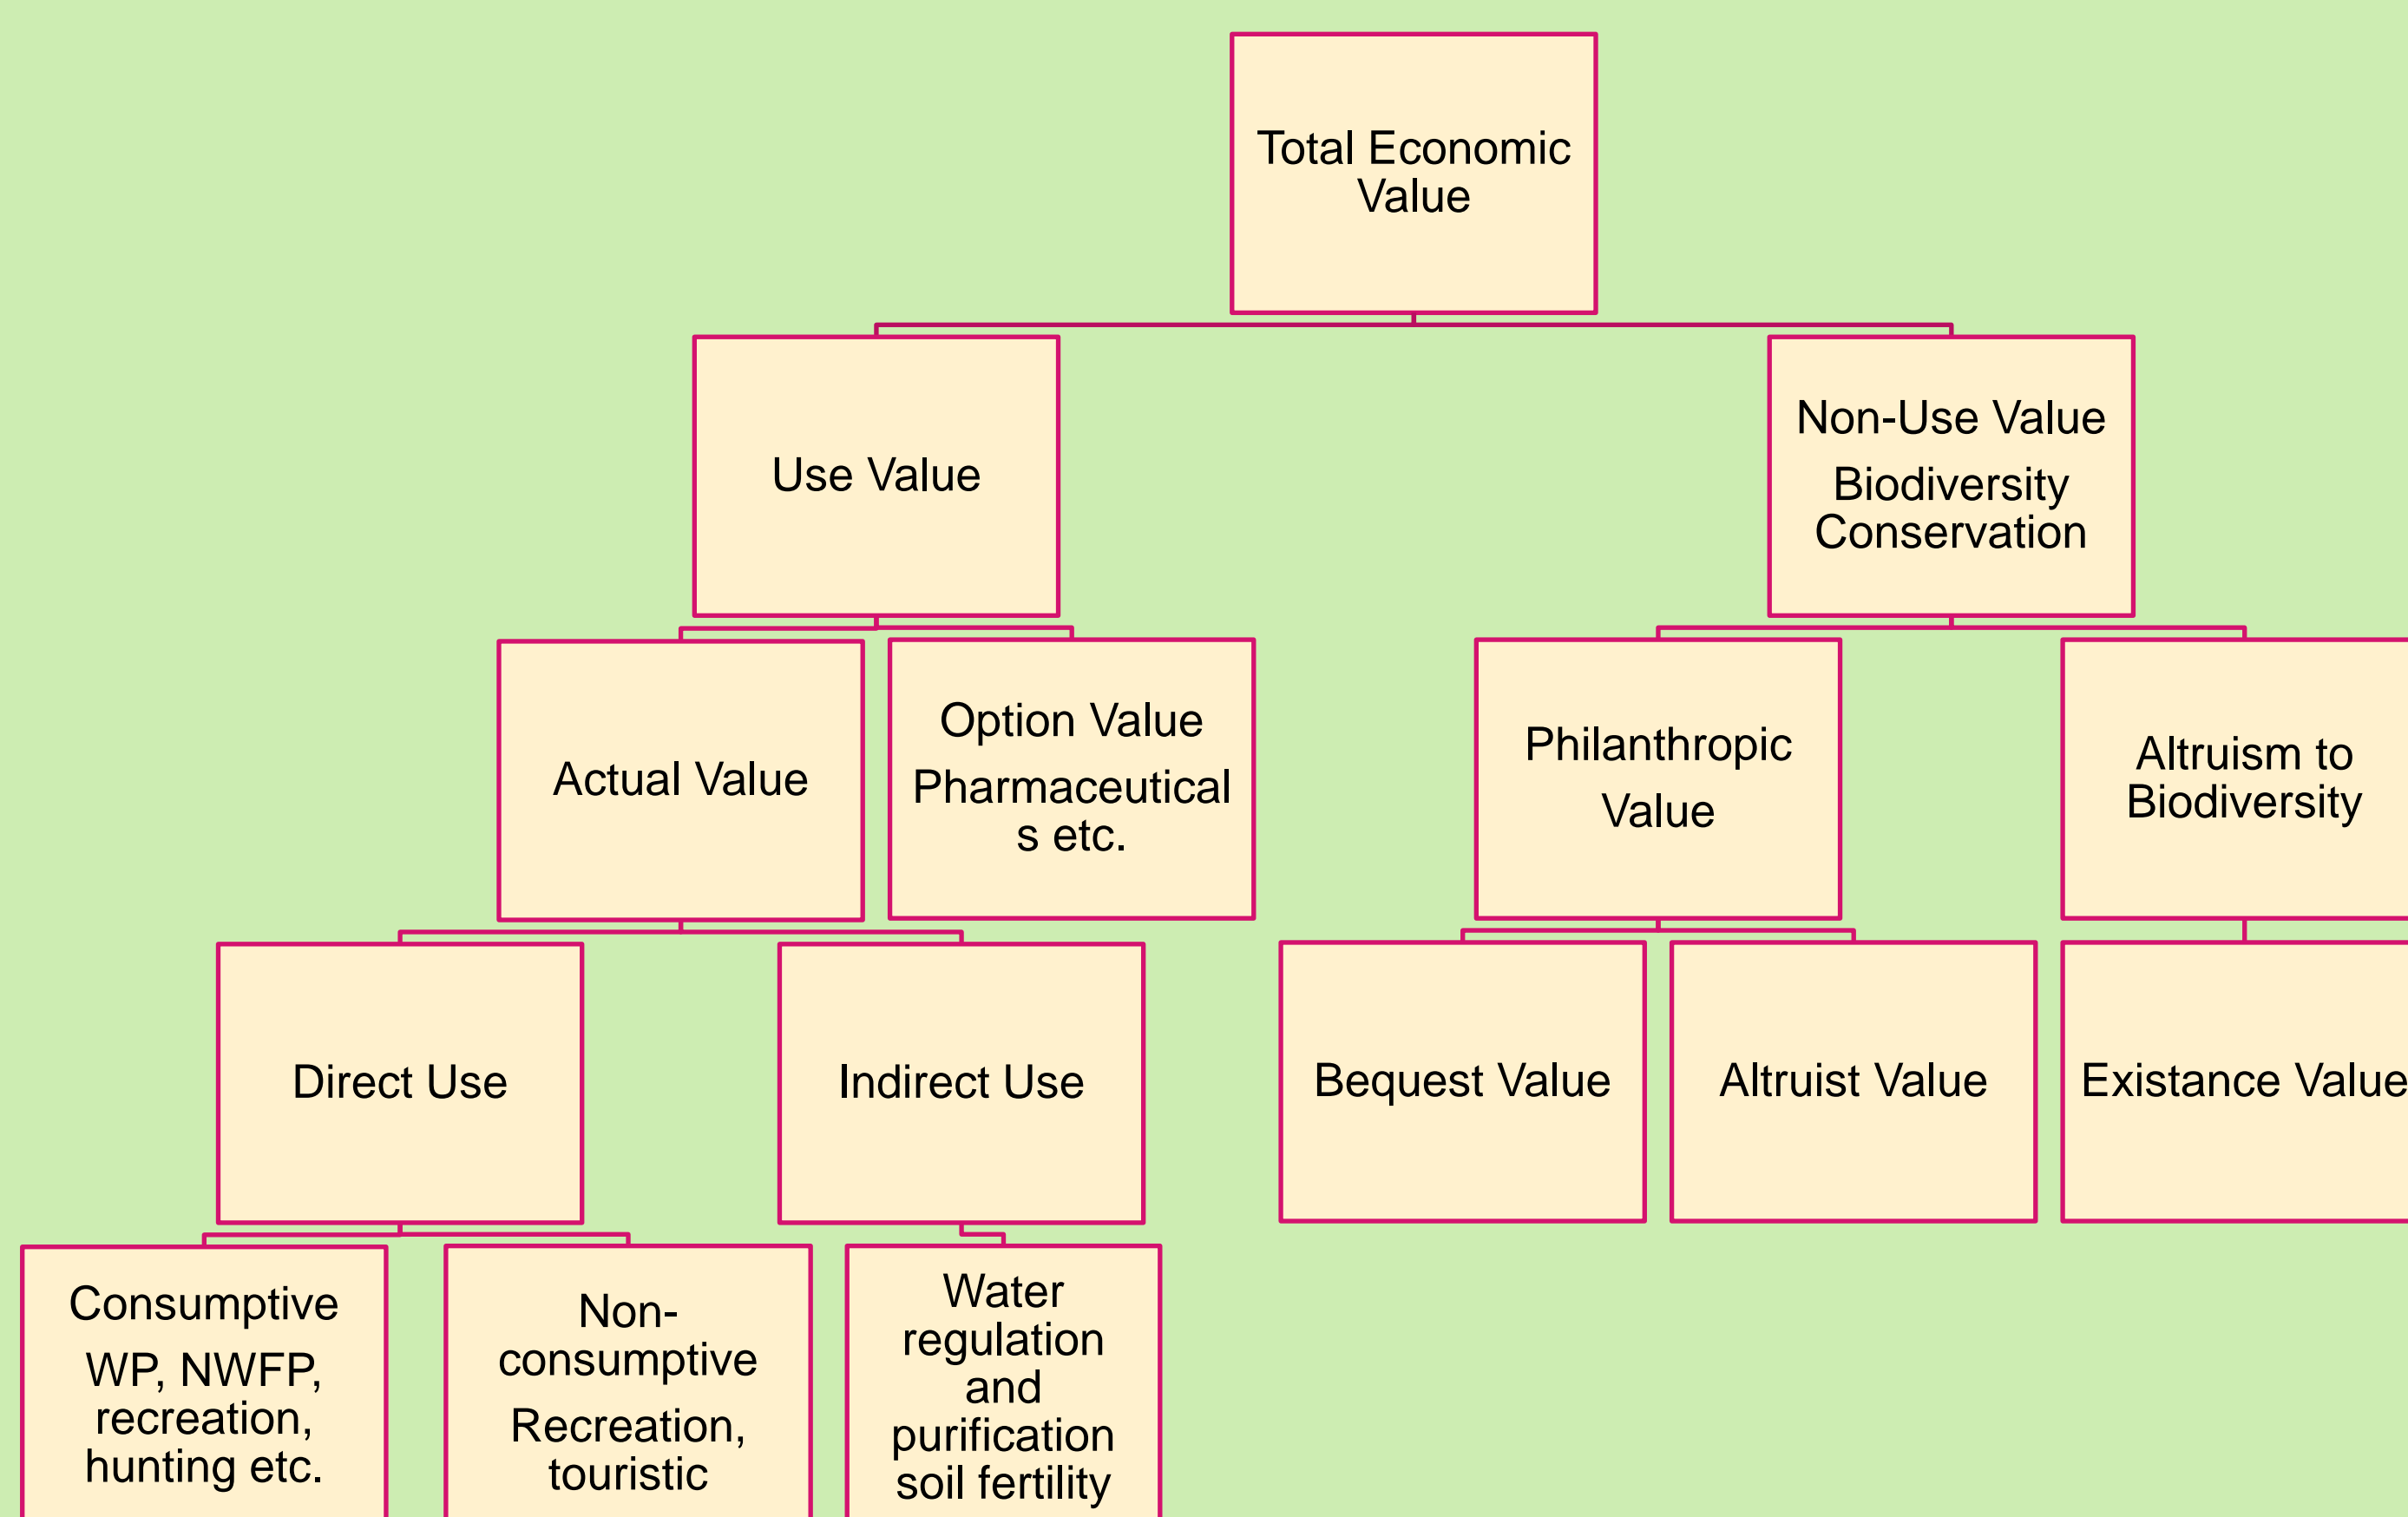 Total Economic
Value
Use Value
Non-Use Value
Biodiversity
Conservation
Actual Value
Option Value
Pharmaceutical
s etc.
Philanthropic
Value
Altruism to
Biodiversity
Direct Use
Indirect Use
Bequest Value
Altruist Value
Existance Value
Consumptive
WP, NWFP,
recreation,
hunting etc.
Non-
consumptive
Recreation,
touristic
Water
regulation
and
purification
soil fertility